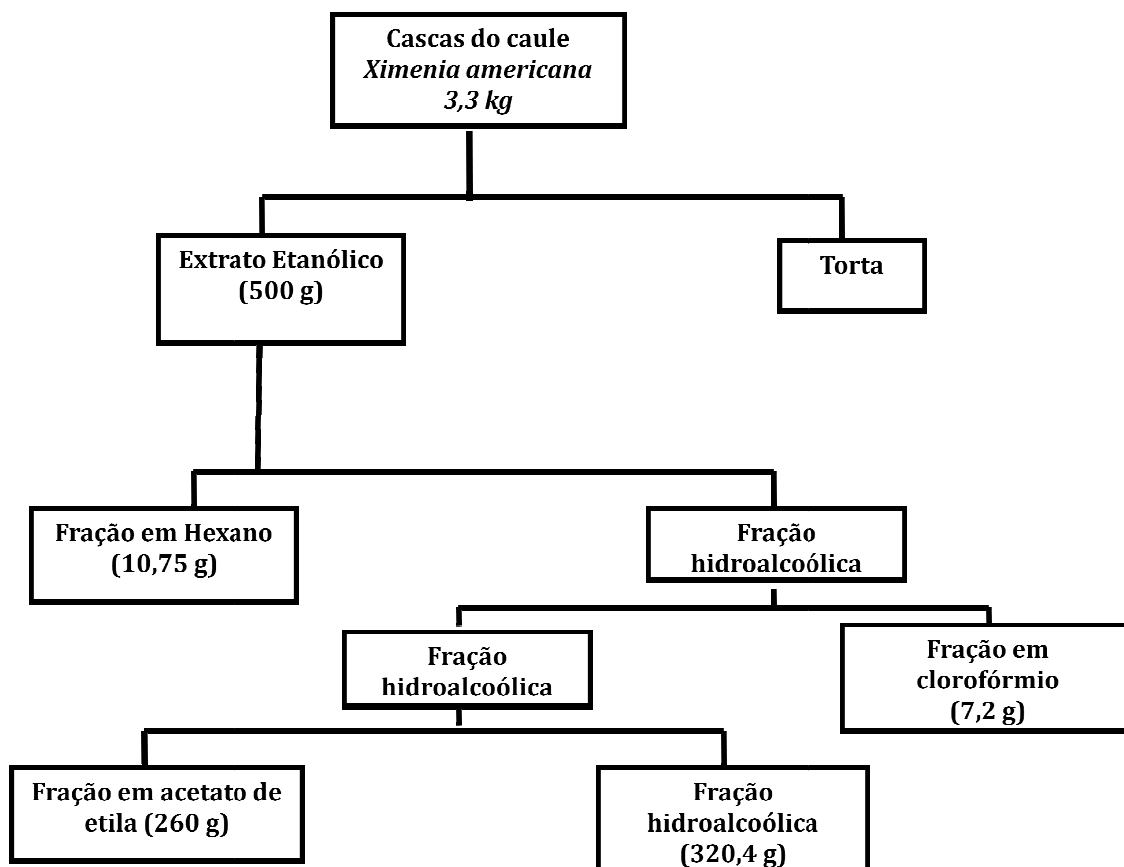 Cascas do caule
Ximenia americana
3,3 kg
Extrato Etanólico
(500 g)
Torta
Fração em Hexano
(10,75 g)
Fração
hidroalcoólica
Fração
hidroalcoólica
Fração em
clorofórmio
(7,2 g)
Fração em acetato de
etila (260 g)
Fração
hidroalcoólica
(320,4 g)